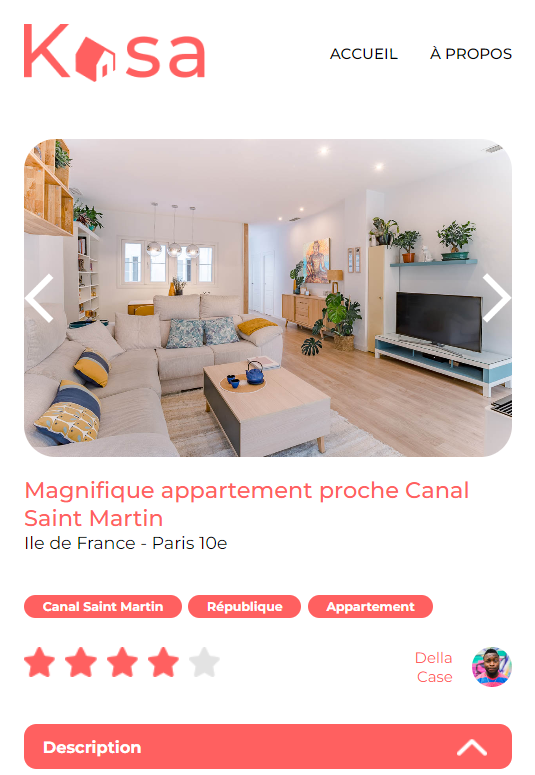 Kasa
ACCUEIL
À PROPOS
Magnifique appartement proche Canal
Saint Martin
Ile de France - Paris 10e
Canal Saint Martin
République
Appartement
Della
Case
Description